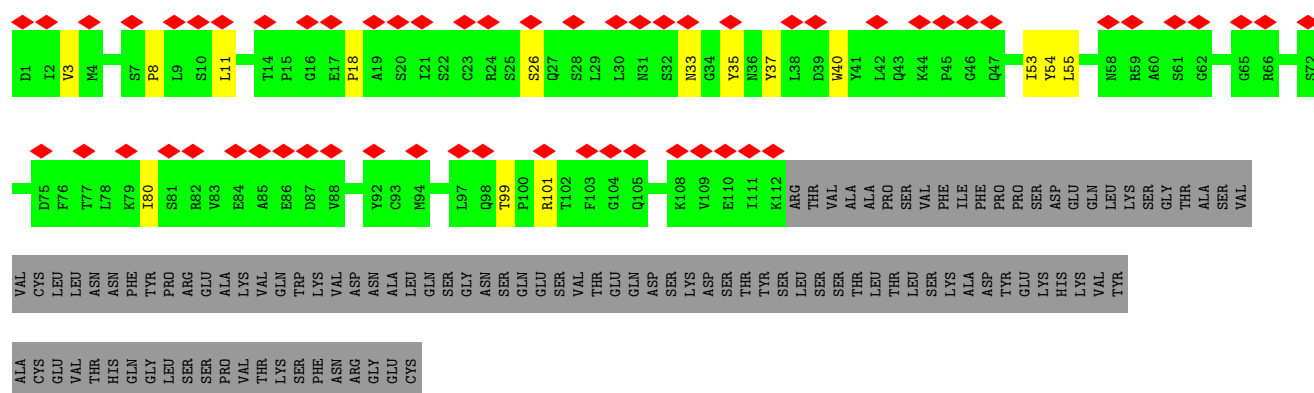 D1 I2 V3 M4 S7 P8 L9 S10 L11 T14 P15 G16 E17 P18 A19 S20 I21 S22 C23 R24 S25 S26 Q27 S28 L29 L30 N31 S32 N33 G34 Y35 N36 Y37 L38 D39 W40 Y41 L42 Q43 K44 P45 G46 Q47 I53 Y54 L55 N58 R59 A60 S61 G62 G65 R66 S72
D75 F76 T77 L78 K79 I80 S81 R82 V83 E84 A85 E86 D87 V88 Y92 C93 M94 L97 Q98 T99 P100 R101 T102 F103 G104 Q105 K108 V109 E110 I111 K112 ARG THR VAL ALA ALA PRO SER VAL PHE ILE PHE PRO PRO SER ASP GLU GLN LEU LYS SER GLY THR ALA SER VAL
VAL CYS LEU LEU ASN ASN PHE TYR PRO ARG GLU ALA LYS VAL GLN TRP LYS VAL ASP ASN ALA LEU GLN SER GLY ASN SER GLN GLU SER VAL THR GLU GLN ASP SER LYS ASP SER THR TYR SER LEU SER SER THR LEU THR LEU SER LYS ALA ASP TYR GLU LYS HIS LYS VAL TYR
ALA CYS GLU VAL THR HIS GLN GLY LEU SER SER PRO VAL THR LYS SER PHE ASN ARG GLY GLU CYS